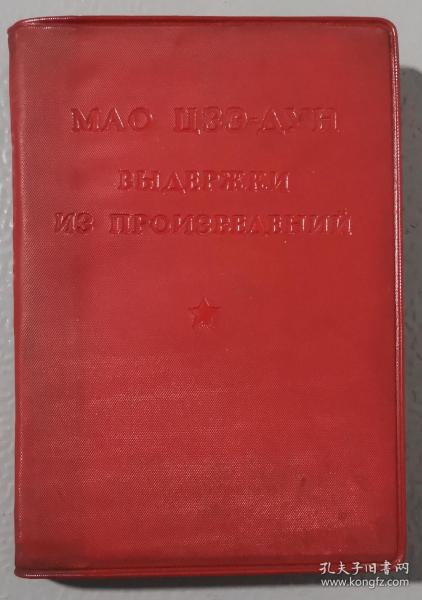 МАО ЦЗЭ-ДУН
ВЫДЕРЖКИ
ИЗ ПРОИЗВЕДЕНИЙ
孔夫子旧书网
www.kongfz.com